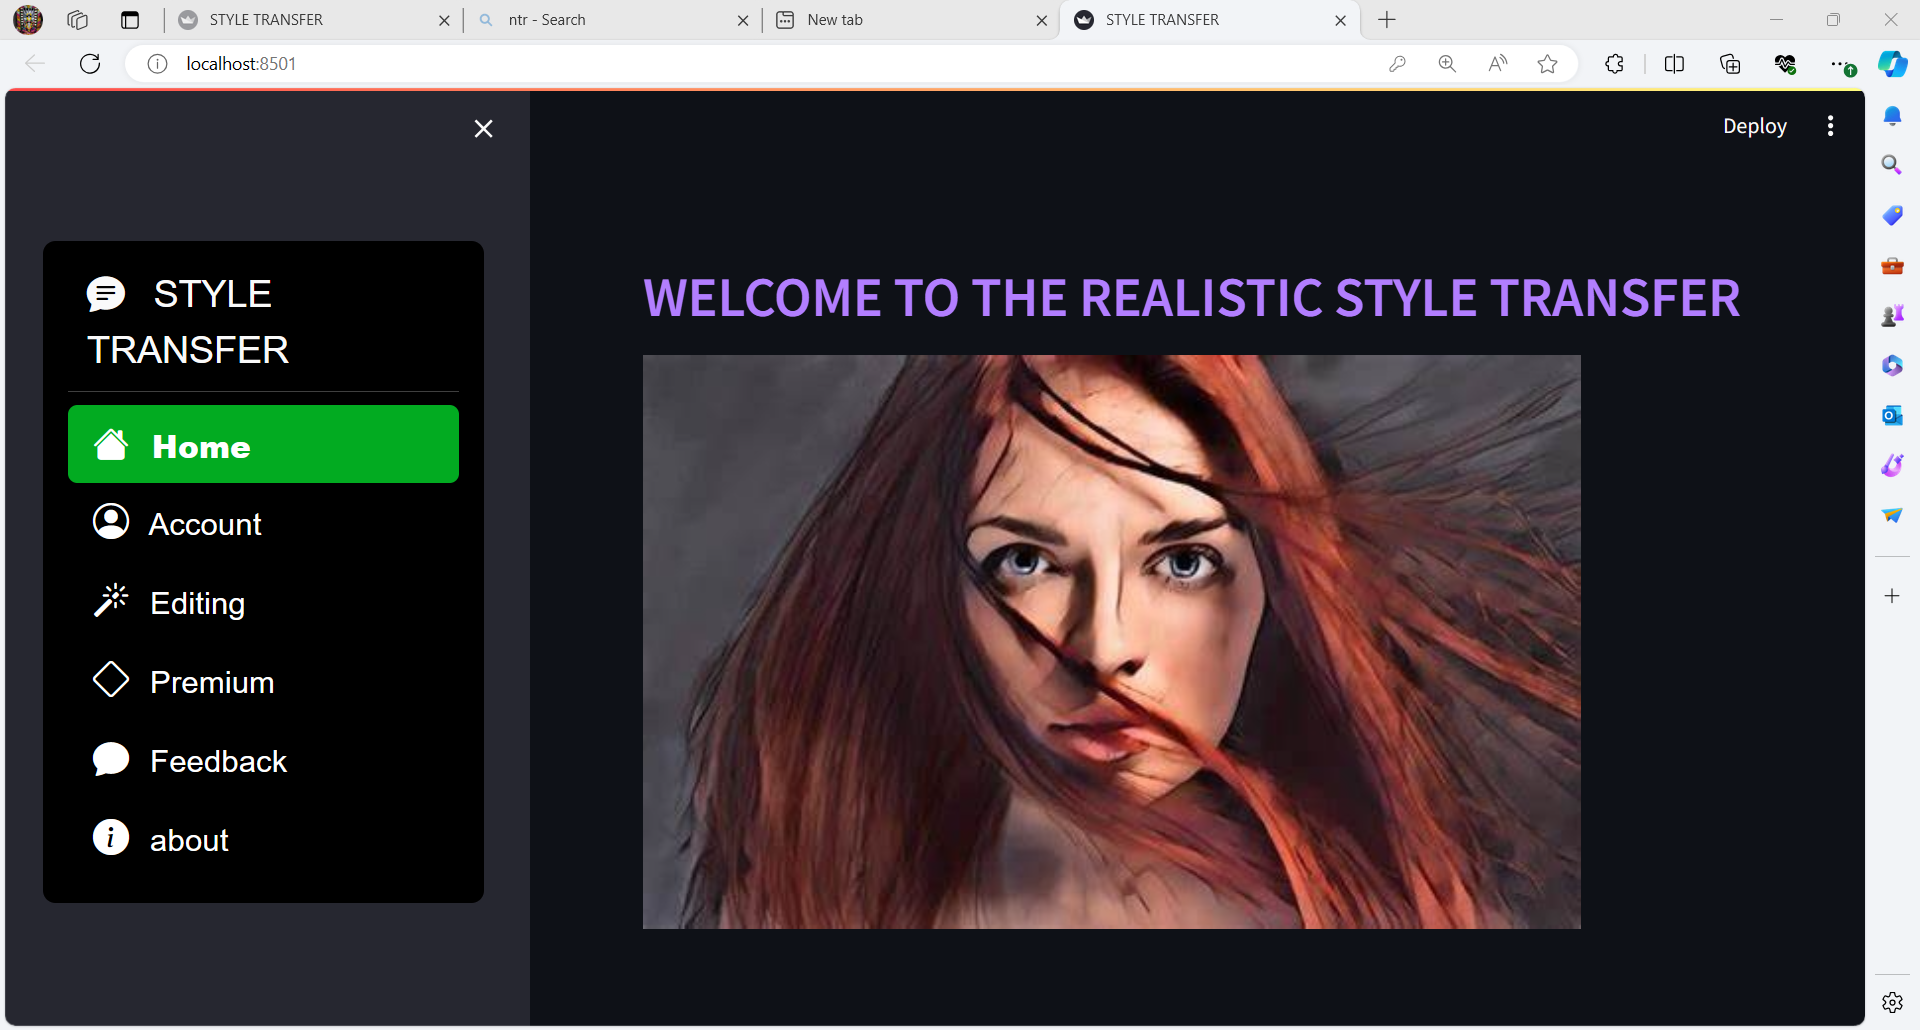 STYLE TRANSFER
ntr - Search
New tab
STYLE TRANSFER
localhost:8501
Deploy
STYLE
TRANSFER
Home
Account
Editing
Premium
Feedback
about
WELCOME TO THE REALISTIC STYLE TRANSFER